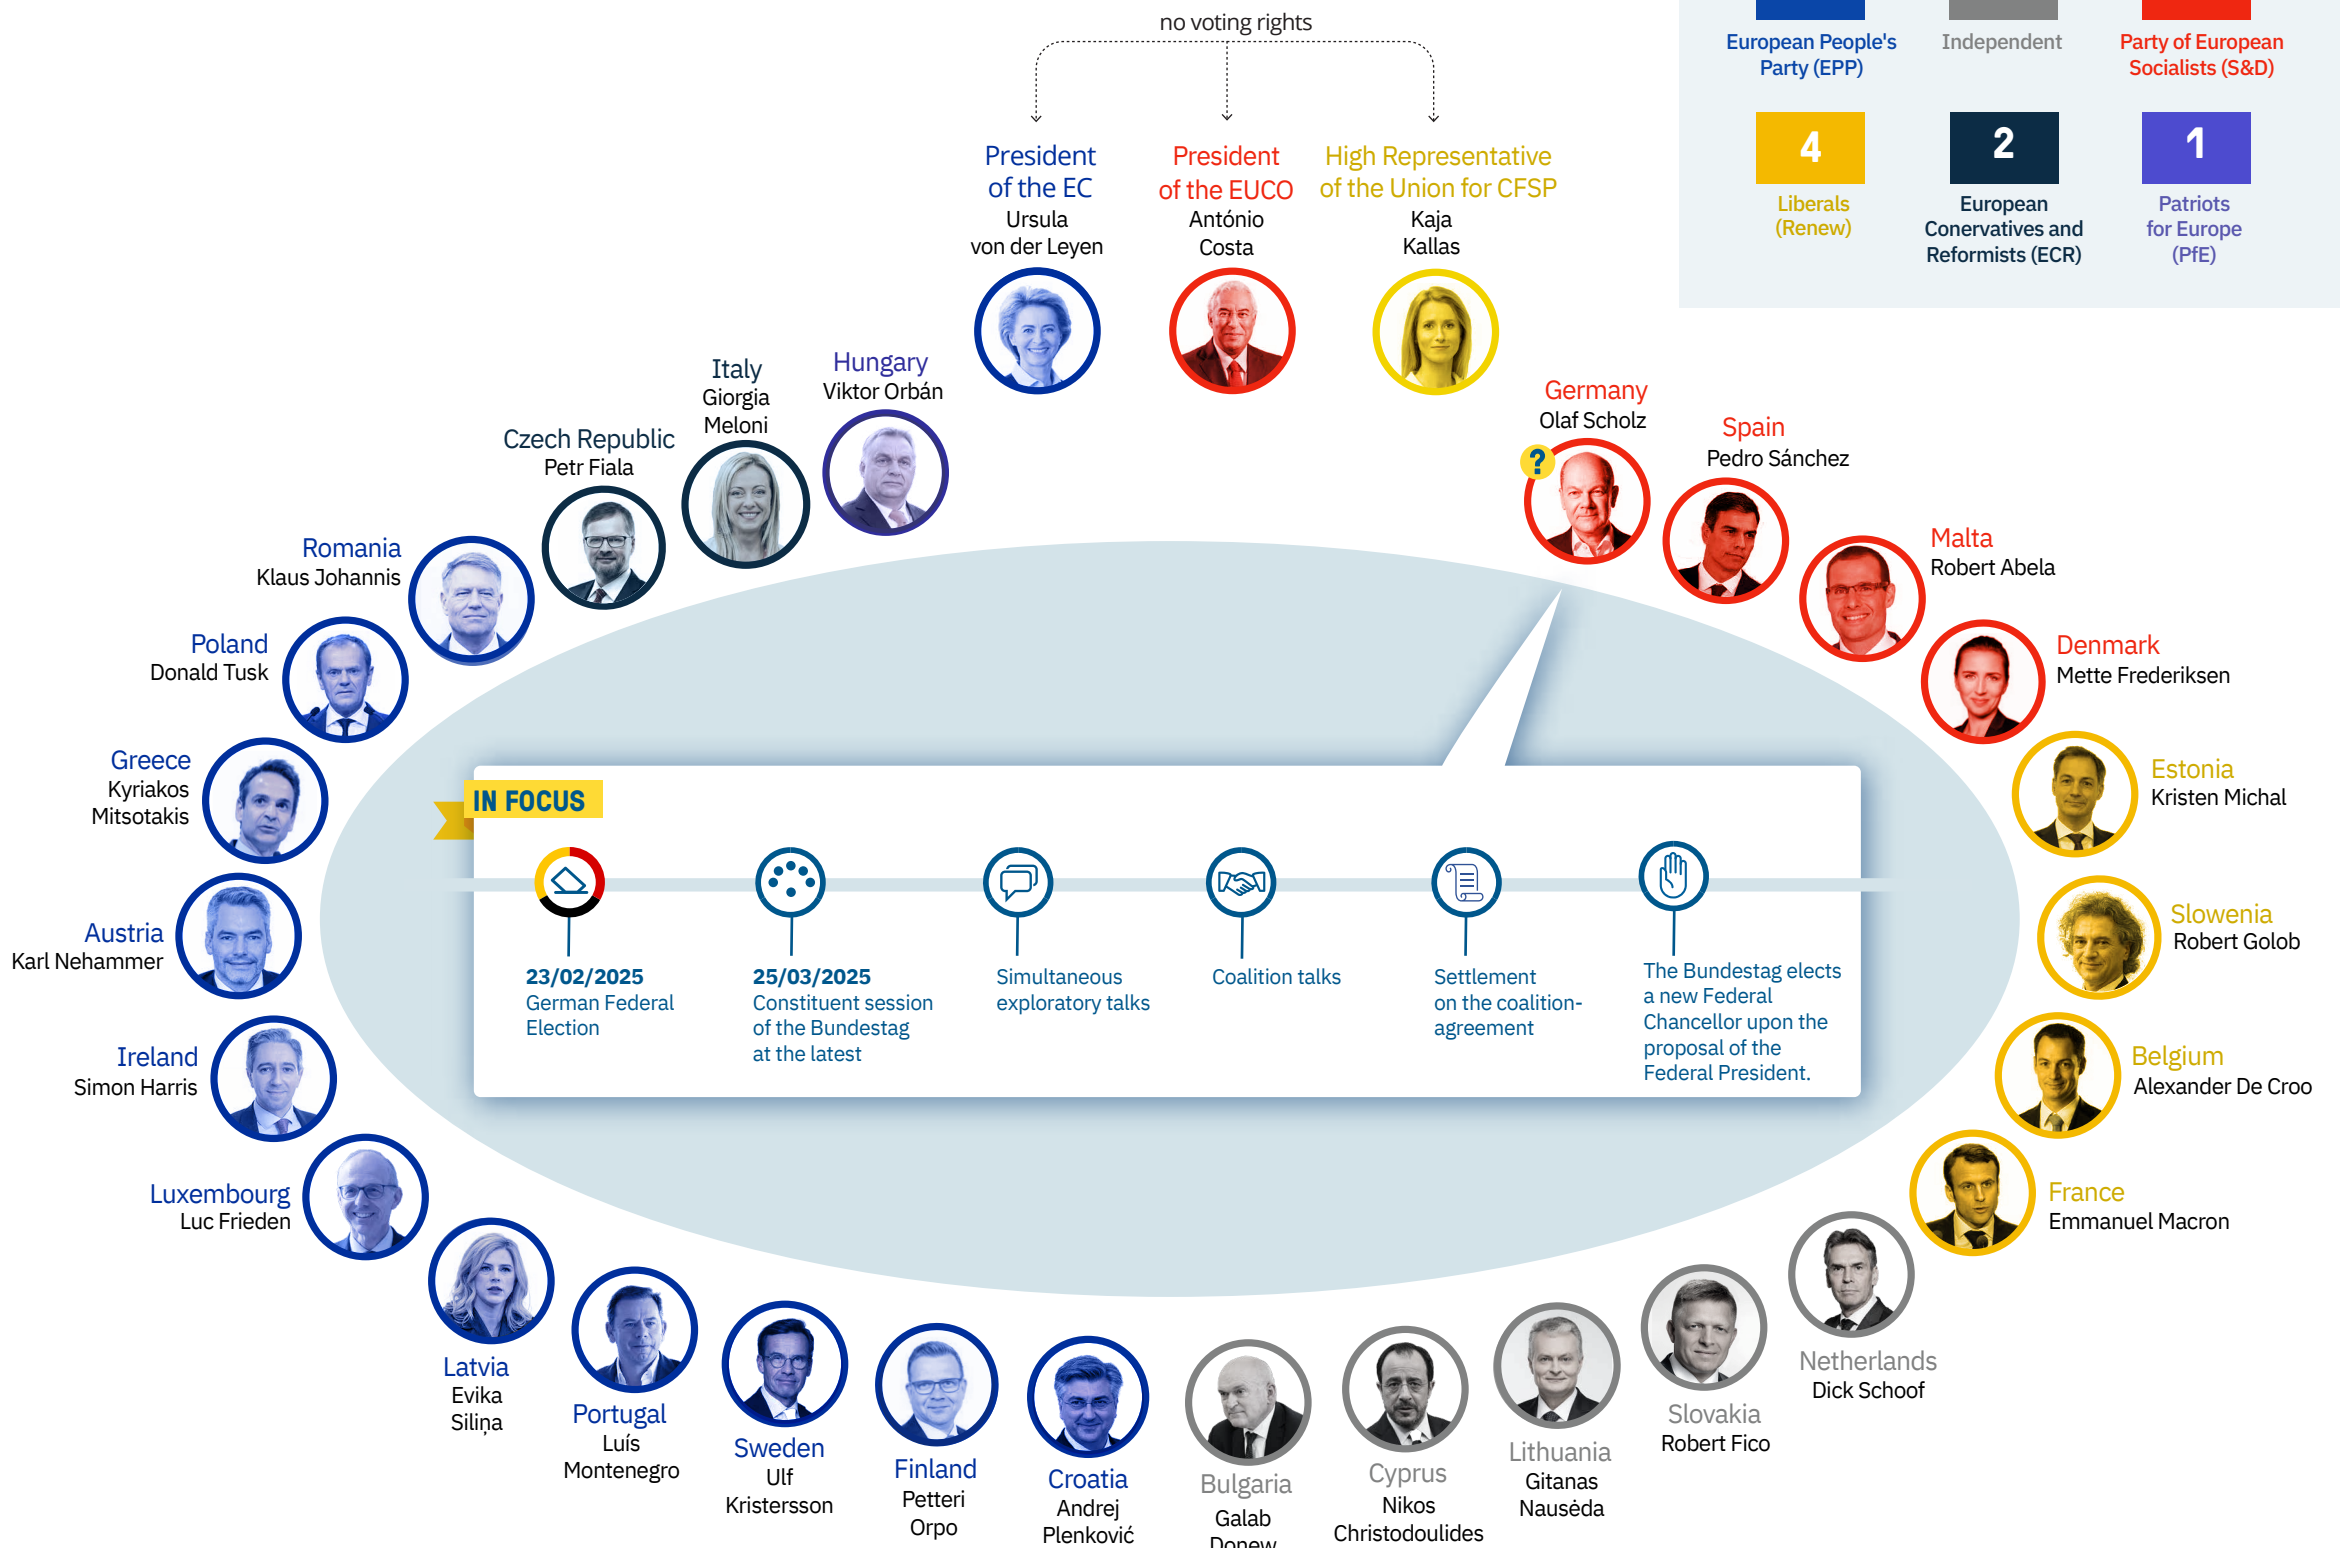 no voting rights
European People's
Party (EPP)
Independent
Party of European
Socialists (S&D)
4
Liberals
(Renew)
2
European
Conervatives and
Reformists (ECR)
1
Patriots
for Europe
(PfE)
President
of the EC
Ursula
von der Leyen
President
of the EUCO
António
Costa
High Representative
of the Union for CFSP
Kaja
Kallas
Hungary
Viktor Orbán
Italy
Giorgia
Meloni
Czech Republic
Petr Fiala
Romania
Klaus Johannis
Poland
Donald Tusk
Greece
Kyriakos
Mitsotakis
Austria
Karl Nehammer
Ireland
Simon Harris
Luxembourg
Luc Frieden
Latvia
Evika
Siliņa
Portugal
Luís
Montenegro
Sweden
Ulf
Kristersson
Finland
Petteri
Orpo
Croatia
Andrej
Plenković
Bulgaria
Galab
Donew
Cyprus
Nikos
Christodoulides
Lithuania
Gitanas
Nausėda
Slovakia
Robert Fico
Netherlands
Dick Schoof
France
Emmanuel Macron
Belgium
Alexander De Croo
Slowenia
Robert Golob
Estonia
Kristen Michal
Denmark
Mette Frederiksen
Malta
Robert Abela
Spain
Pedro Sánchez
Germany
Olaf Scholz
?
IN FOCUS
23/02/2025
German Federal
Election
25/03/2025
Constituent session
of the Bundestag
at the latest
Simultaneous
exploratory talks
Coalition talks
Settlement
on the coalition-
agreement
The Bundestag elects
a new Federal
Chancellor upon the
proposal of the
Federal President.